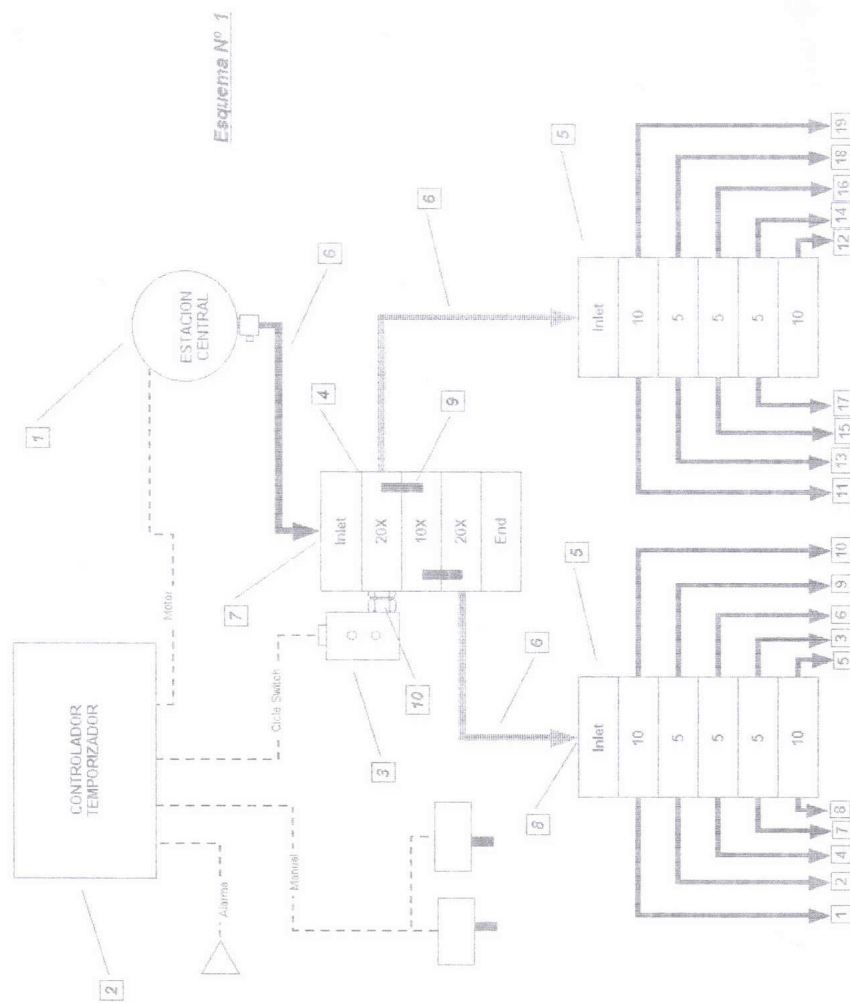 Esquema Nº 1
CONTROLADOR
TEMPORIZADOR
2
1
ESTACION
CENTRAL
Motor
Alarma
Manual
Ciclo Switch
6
7
4
Inlet
20X
10X
20X
End
9
3
10
6
6
5
5
8
Inlet
10
5
5
5
10
Inlet
10
5
5
5
10
1 2 4 7 8 5 3 6 9 10 11 13 15 17 12 14 16 18 19